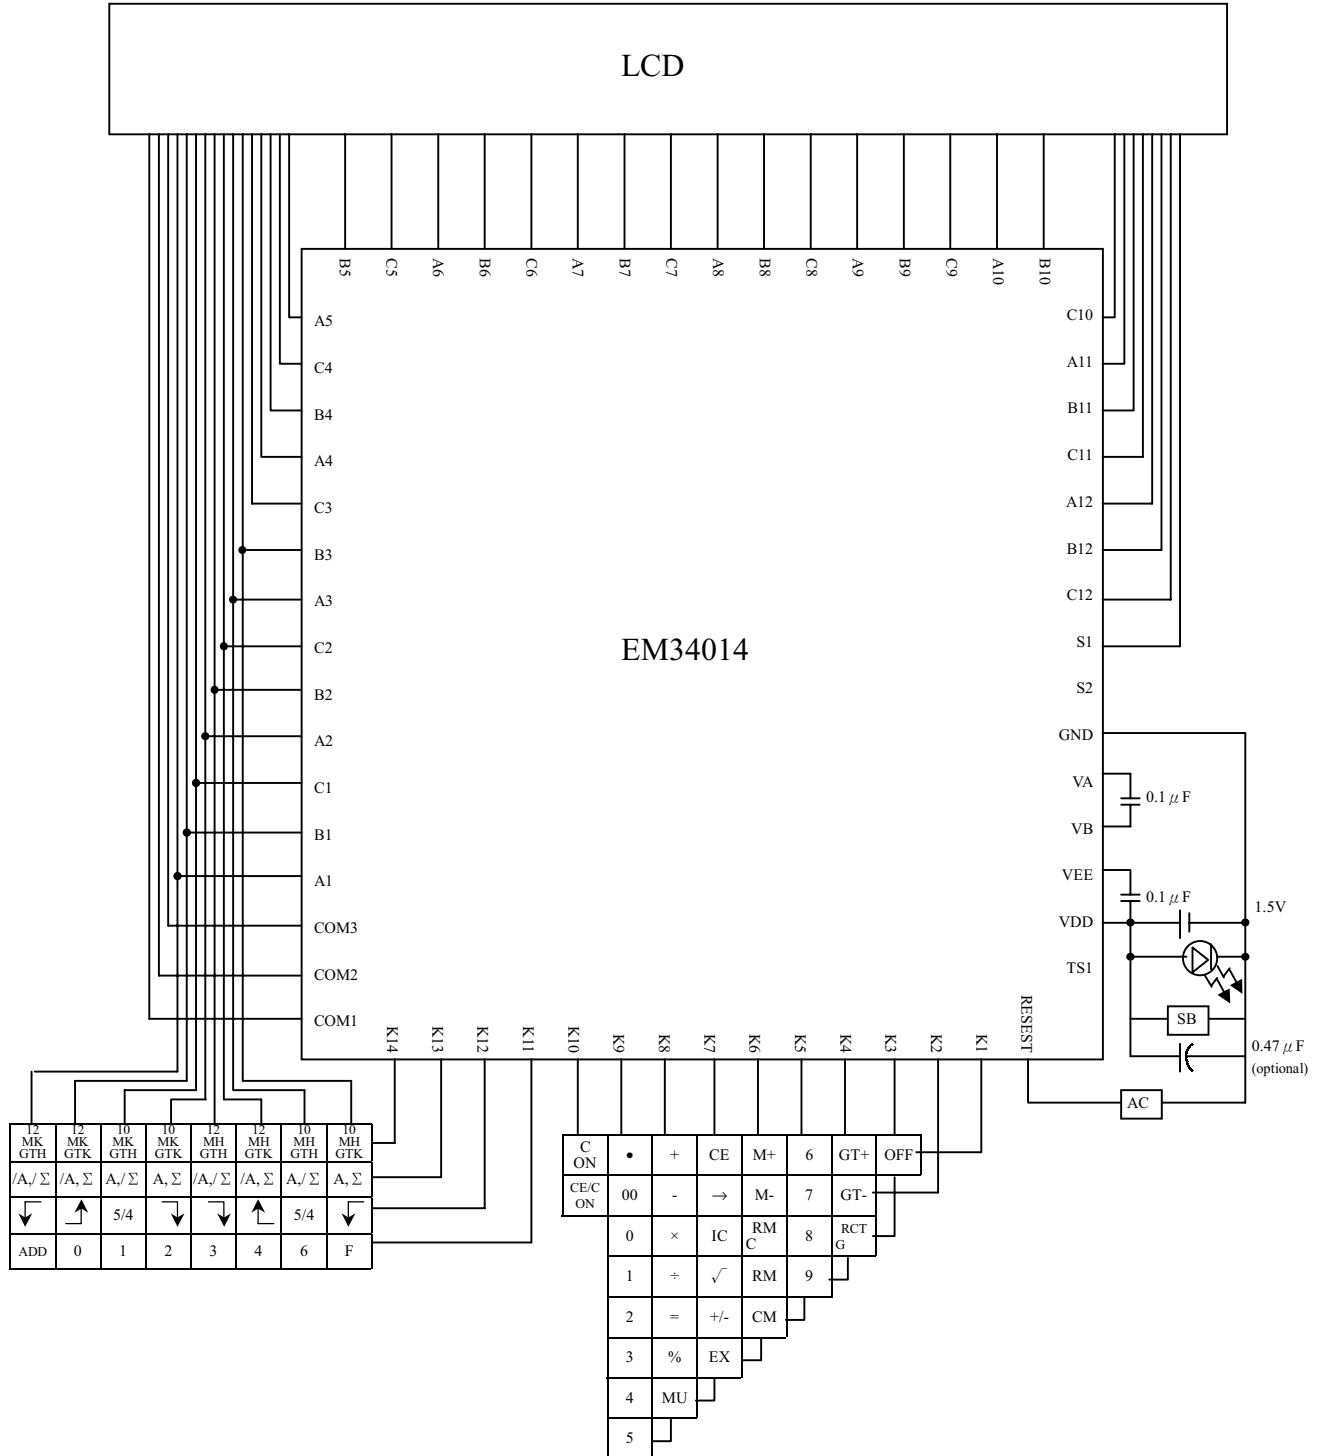 LCD
B5 C5 A6 B6 C6 A7 B7 C7 A8 B8 C8 A9 B9 C9 A10 B10
A5
C4
B4
A4
C3
B3
A3
C2
B2
A2
C1
B1
A1
COM3
COM2
COM1
EM34014
C10
A11
B11
C11
A12
B12
C12
S1
S2
GND
VA
VB
VEE
VDD
TS1
0.1 μ F
0.1 μ F
1.5V
SB
0.47 μ F
(optional)
AC
K14 K13 K12 K11 K10 K9 K8 K7 K6 K5 K4 K3 K2 K1 RESEST
12 12 10 10 12 12 10 10
MK MK MK MK MH MH MH MH
GTH GTK GTH GTK GTH GTK GTH GTK
/A,/Σ /A,Σ A,/Σ A,Σ /A,/Σ /A,Σ A,/Σ A,Σ
5/4 5/4
ADD 0 1 2 3 4 6 F
C
ON
• + CE M+ 6 GT+ OFF
CE/C
ON
00 - → M- 7 GT-
0 × IC RM
C
8 RCT
G
1 ÷ √ RM 9
2 = +/- CM
3 % EX
4 MU
5